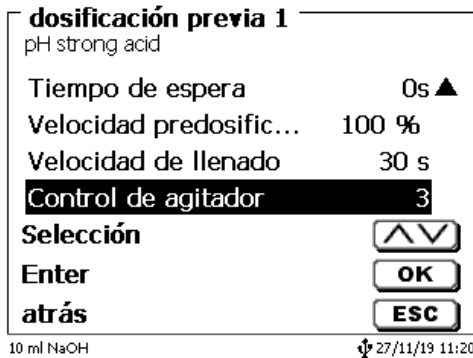 dosificación previa 1
pH strong acid
Tiempo de espera 0s
Velocidad predosific... 100 %
Velocidad de llenado 30 s
Control de agitador 3
Selección
Enter OK
atrás ESC
10 ml NaOH 27/11/19 11:20